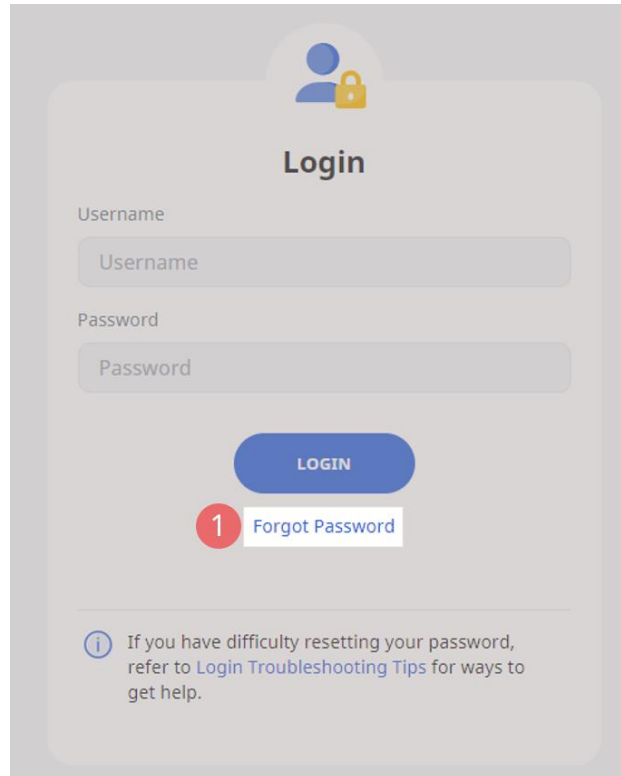 Login
Username
Username
Password
Password
LOGIN
1 Forgot Password
If you have difficulty resetting your password,
refer to Login Troubleshooting Tips for ways to
get help.